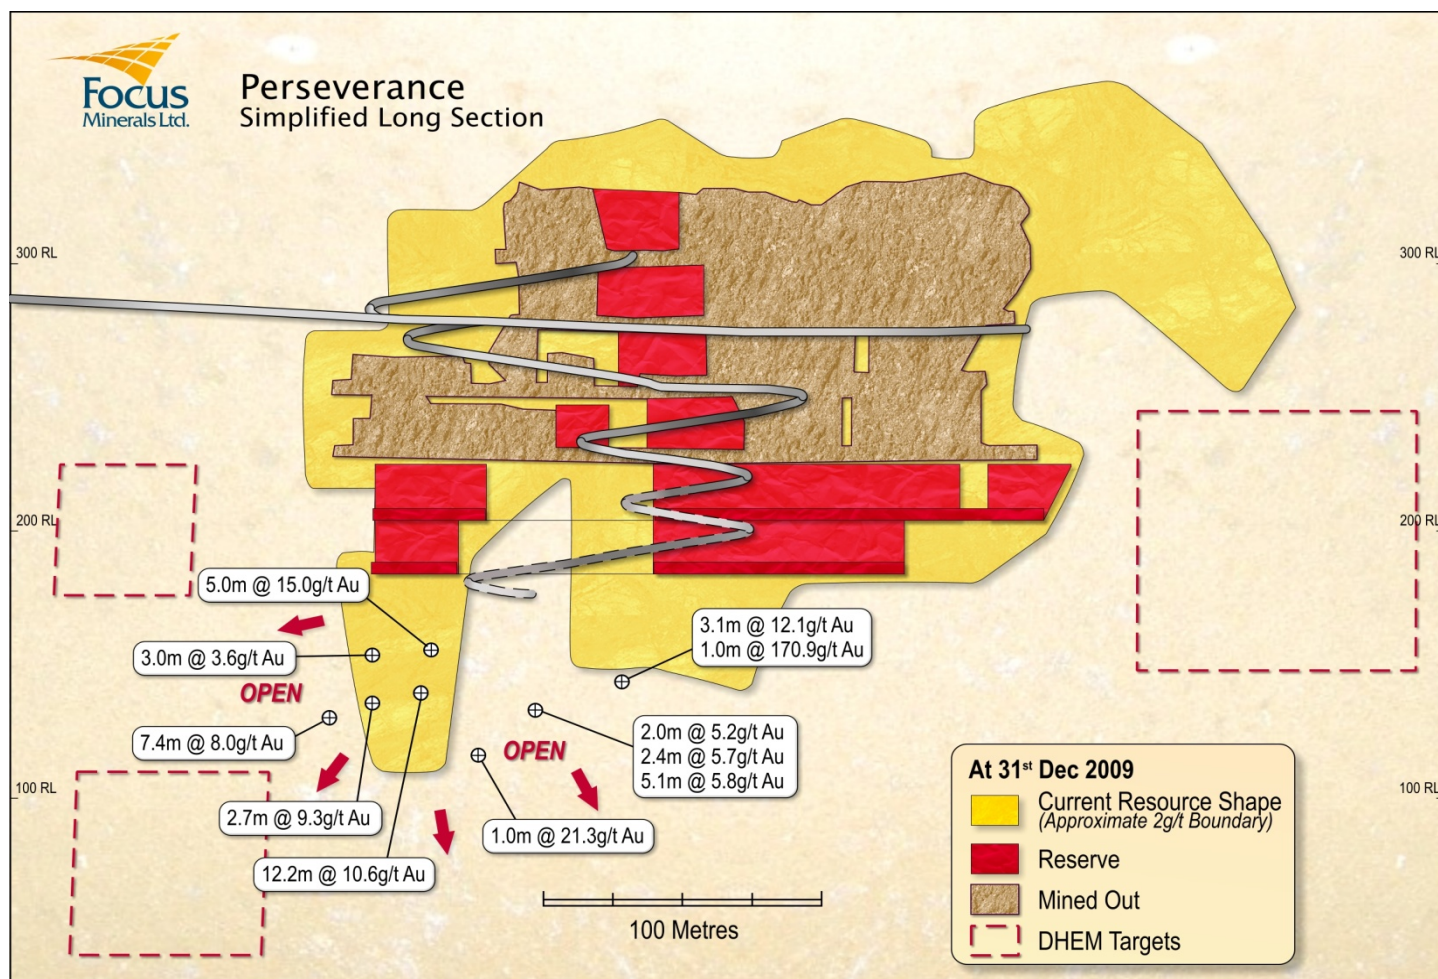 Focus
Minerals Ltd.
Perseverance
Simplified Long Section
300 RL
300 RL
200 RL
200 RL
5.0m @ 15.0g/t Au
3.1m @ 12.1g/t Au
1.0m @ 170.9g/t Au
3.0m @ 3.6g/t Au
OPEN
7.4m @ 8.0g/t Au
2.0m @ 5.2g/t Au
2.4m @ 5.7g/t Au
5.1m @ 5.8g/t Au
OPEN
100 RL
100 RL
2.7m @ 9.3g/t Au
1.0m @ 21.3g/t Au
12.2m @ 10.6g/t Au
100 Metres
At 31st Dec 2009
Current Resource Shape
(Approximate 2g/t Boundary)
Reserve
Mined Out
DHEM Targets